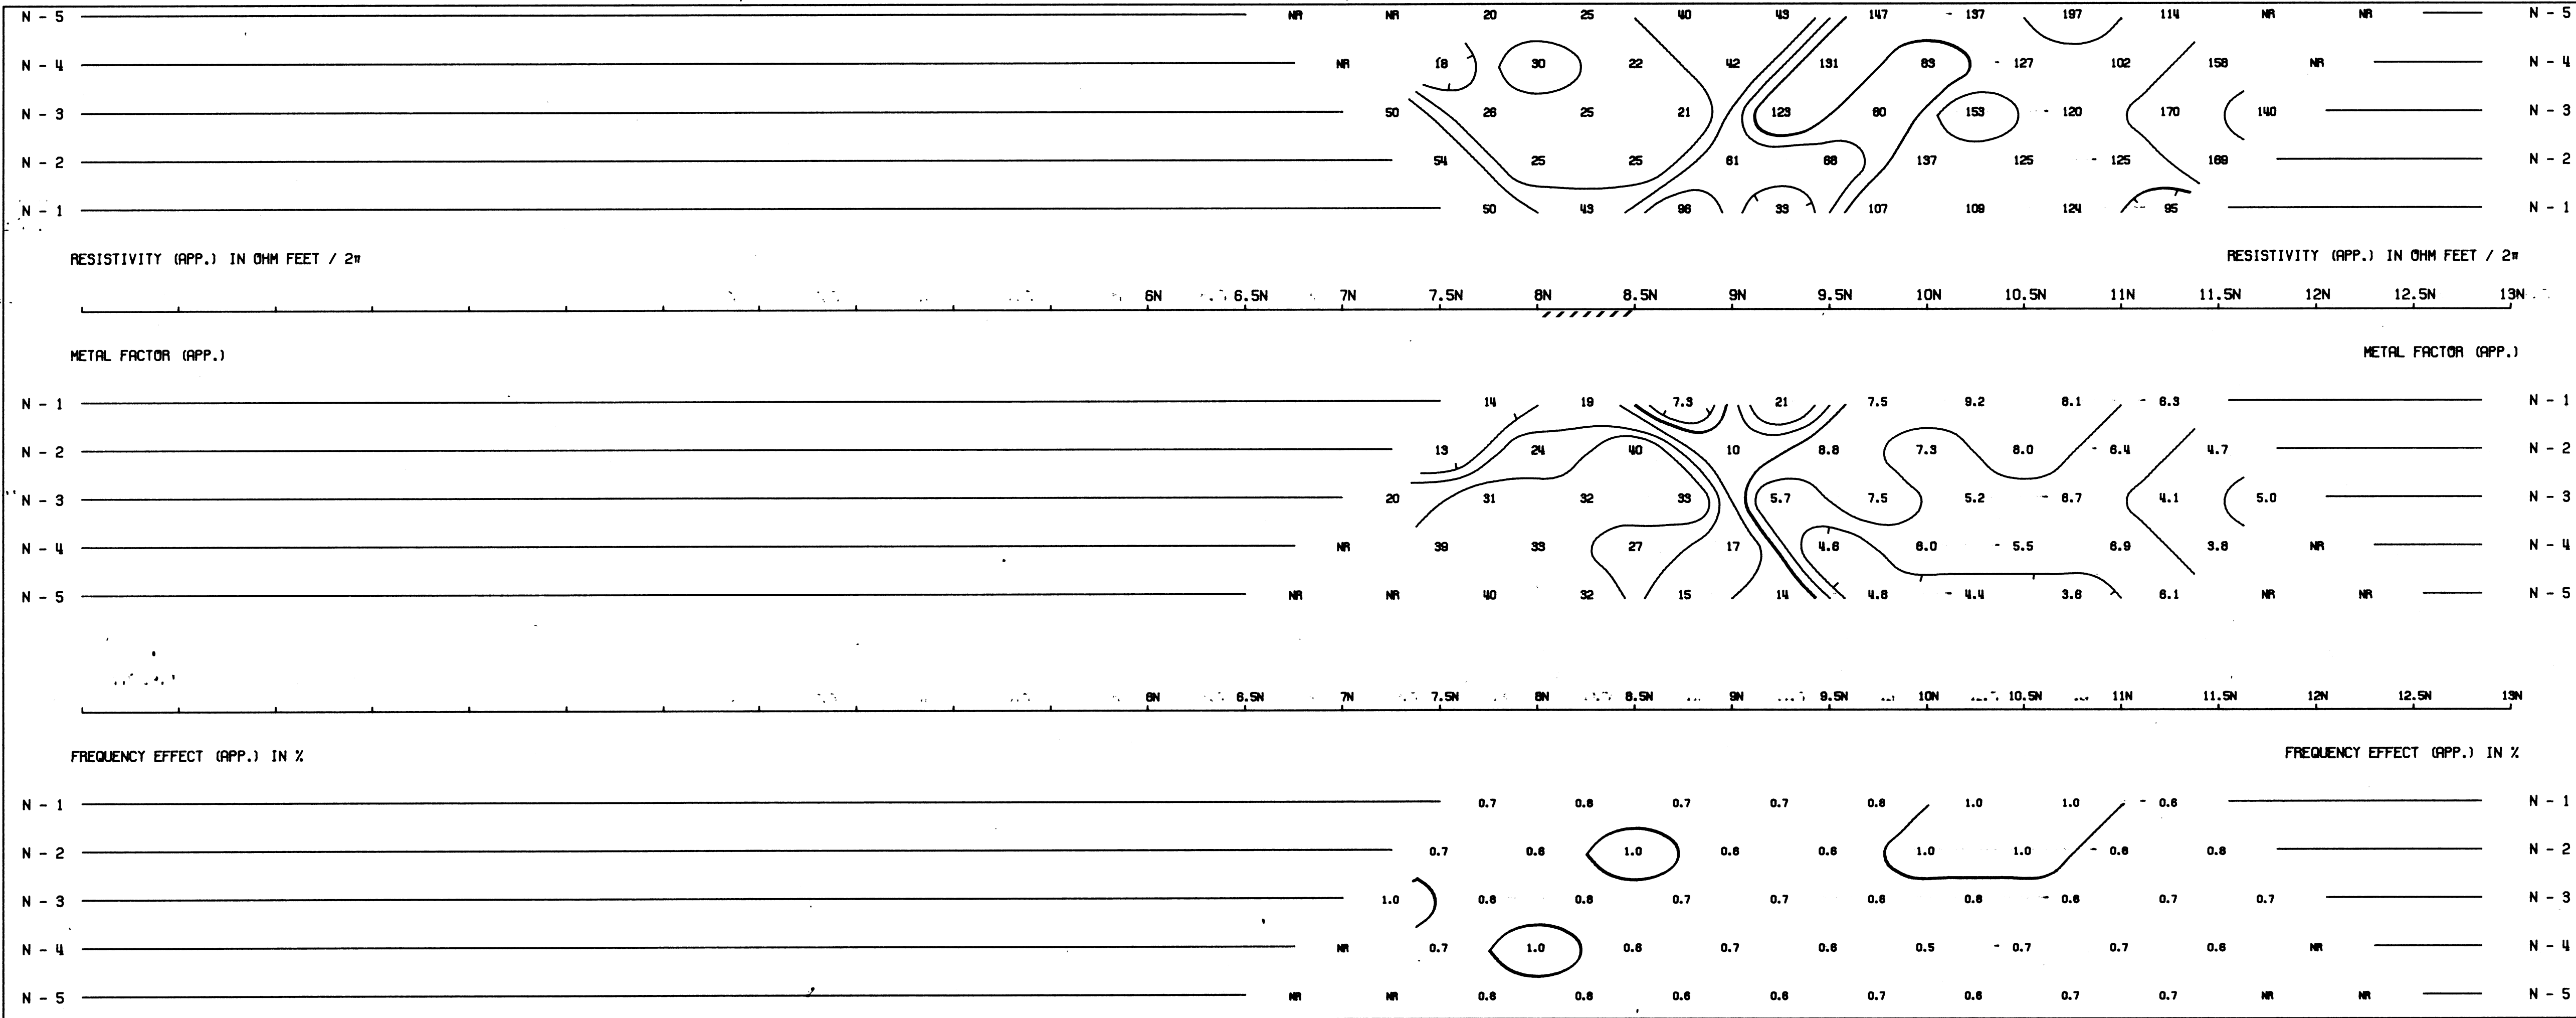 N - 5 NR NR 20 25 40 43 147 - 137 197 114 NR NR N - 5
N - 4 NR 18 30 22 42 131 83 - 127 102 158 NR N - 4
N - 3 50 26 25 21 123 80 153 - 120 170 140 N - 3
N - 2 54 25 25 61 68 137 125 - 125 169 N - 2
N - 1 50 43 96 33 107 109 124 - 95 N - 1
RESISTIVITY (APP.) IN OHM FEET / 2π RESISTIVITY (APP.) IN OHM FEET / 2π
6N 6.5N 7N 7.5N 8N 8.5N 9N 9.5N 10N 10.5N 11N 11.5N 12N 12.5N 13N
METAL FACTOR (APP.) METAL FACTOR (APP.)
N - 1 14 19 7.3 21 7.5 9.2 8.1 - 6.3 N - 1
N - 2 13 24 40 10 8.8 7.3 8.0 - 6.4 4.7 N - 2
N - 3 20 31 32 33 5.7 7.5 5.2 - 6.7 4.1 5.0 N - 3
N - 4 NR 39 33 27 17 4.6 6.0 - 5.5 6.9 3.8 NR N - 4
N - 5 NR NR 40 32 15 14 4.8 - 4.4 3.6 6.1 NR NR N - 5
6N 6.5N 7N 7.5N 8N 8.5N 9N 9.5N 10N 10.5N 11N 11.5N 12N 12.5N 13N
FREQUENCY EFFECT (APP.) IN % FREQUENCY EFFECT (APP.) IN %
N - 1 0.7 0.8 0.7 0.7 0.8 1.0 1.0 - 0.6 N - 1
N - 2 0.7 0.6 1.0 0.6 0.6 1.0 1.0 - 0.8 0.8 N - 2
N - 3 1.0 0.8 0.8 0.7 0.7 0.6 0.8 - 0.8 0.7 0.7 N - 3
N - 4 NR 0.7 1.0 0.6 0.7 0.6 0.5 - 0.7 0.7 0.6 NR N - 4
N - 5 NR NR 0.8 0.8 0.6 0.6 0.7 0.6 0.7 0.7 NR NR N - 5